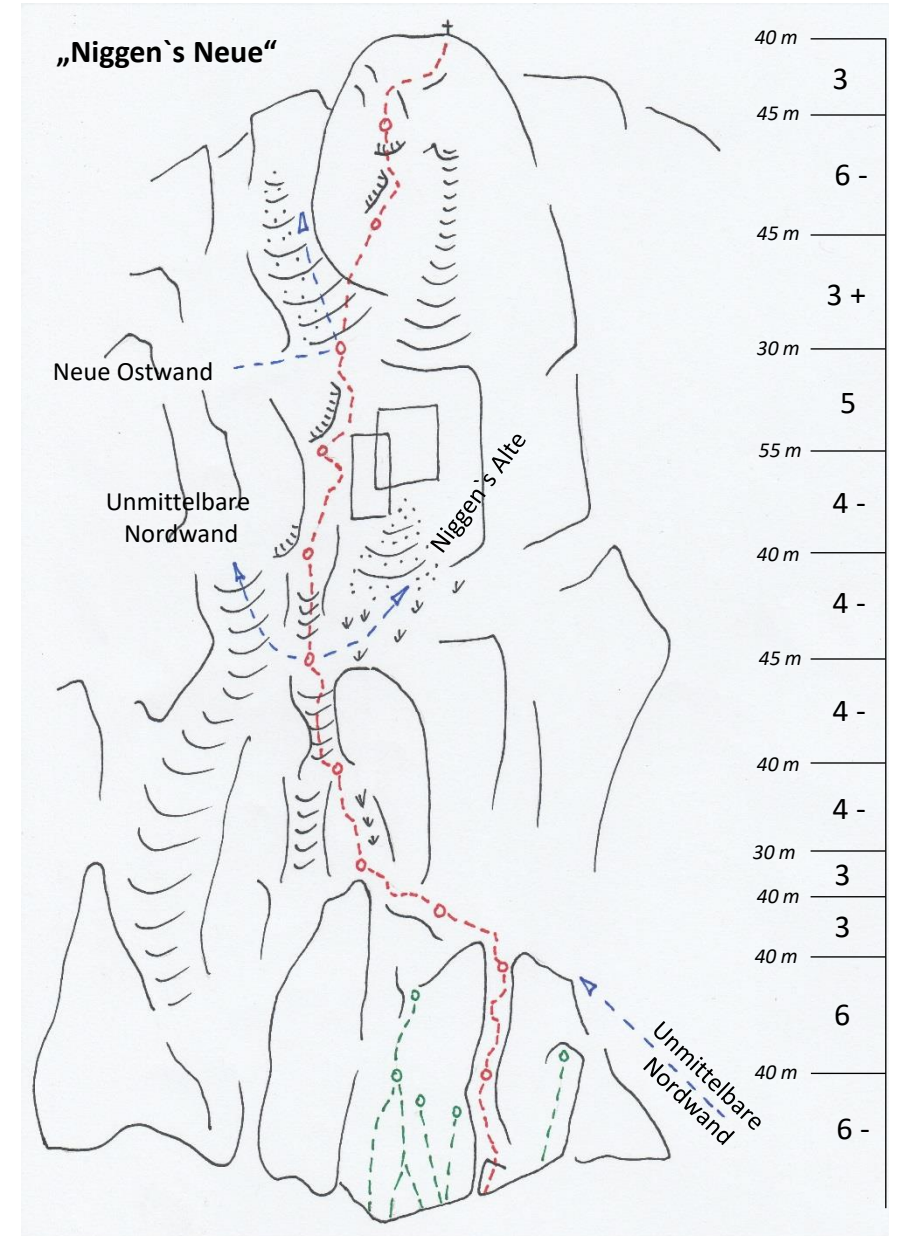 „Niggen`s Neue“
40 m
3
45 m
6 -
45 m
3 +
30 m
Neue Ostwand
5
55 m
Niggen`s Alte
Unmittelbare
Nordwand
4 -
40 m
4 -
45 m
4 -
40 m
4 -
30 m
3
40 m
3
40 m
6
Unmittelbare
Nordwand
40 m
6 -